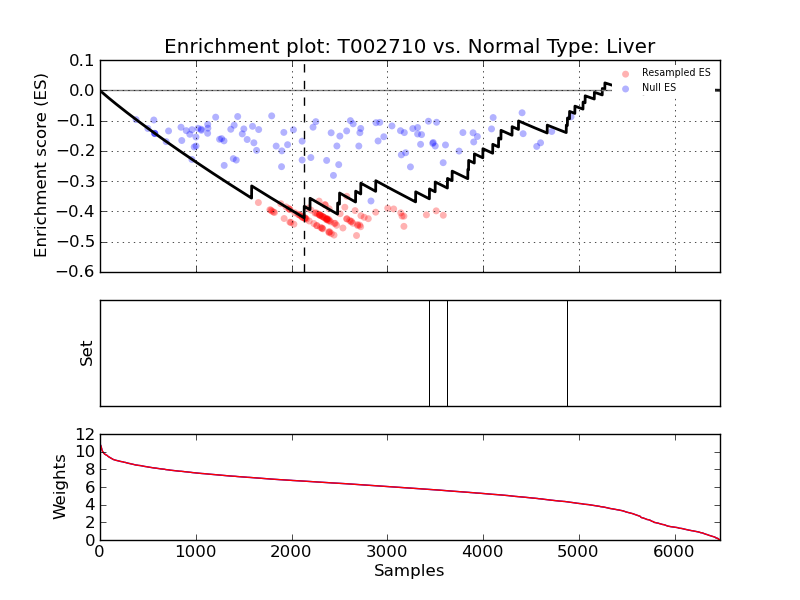 Enrichment plot: T002710 vs. Normal Type: Liver
Enrichment score (ES)
0.1
0.0
−0.1
−0.2
−0.3
−0.4
−0.5
−0.6
Resampled ES
Null ES
Set
Weights
12
10
8
6
4
2
0
0 1000 2000 3000 4000 5000 6000
Samples